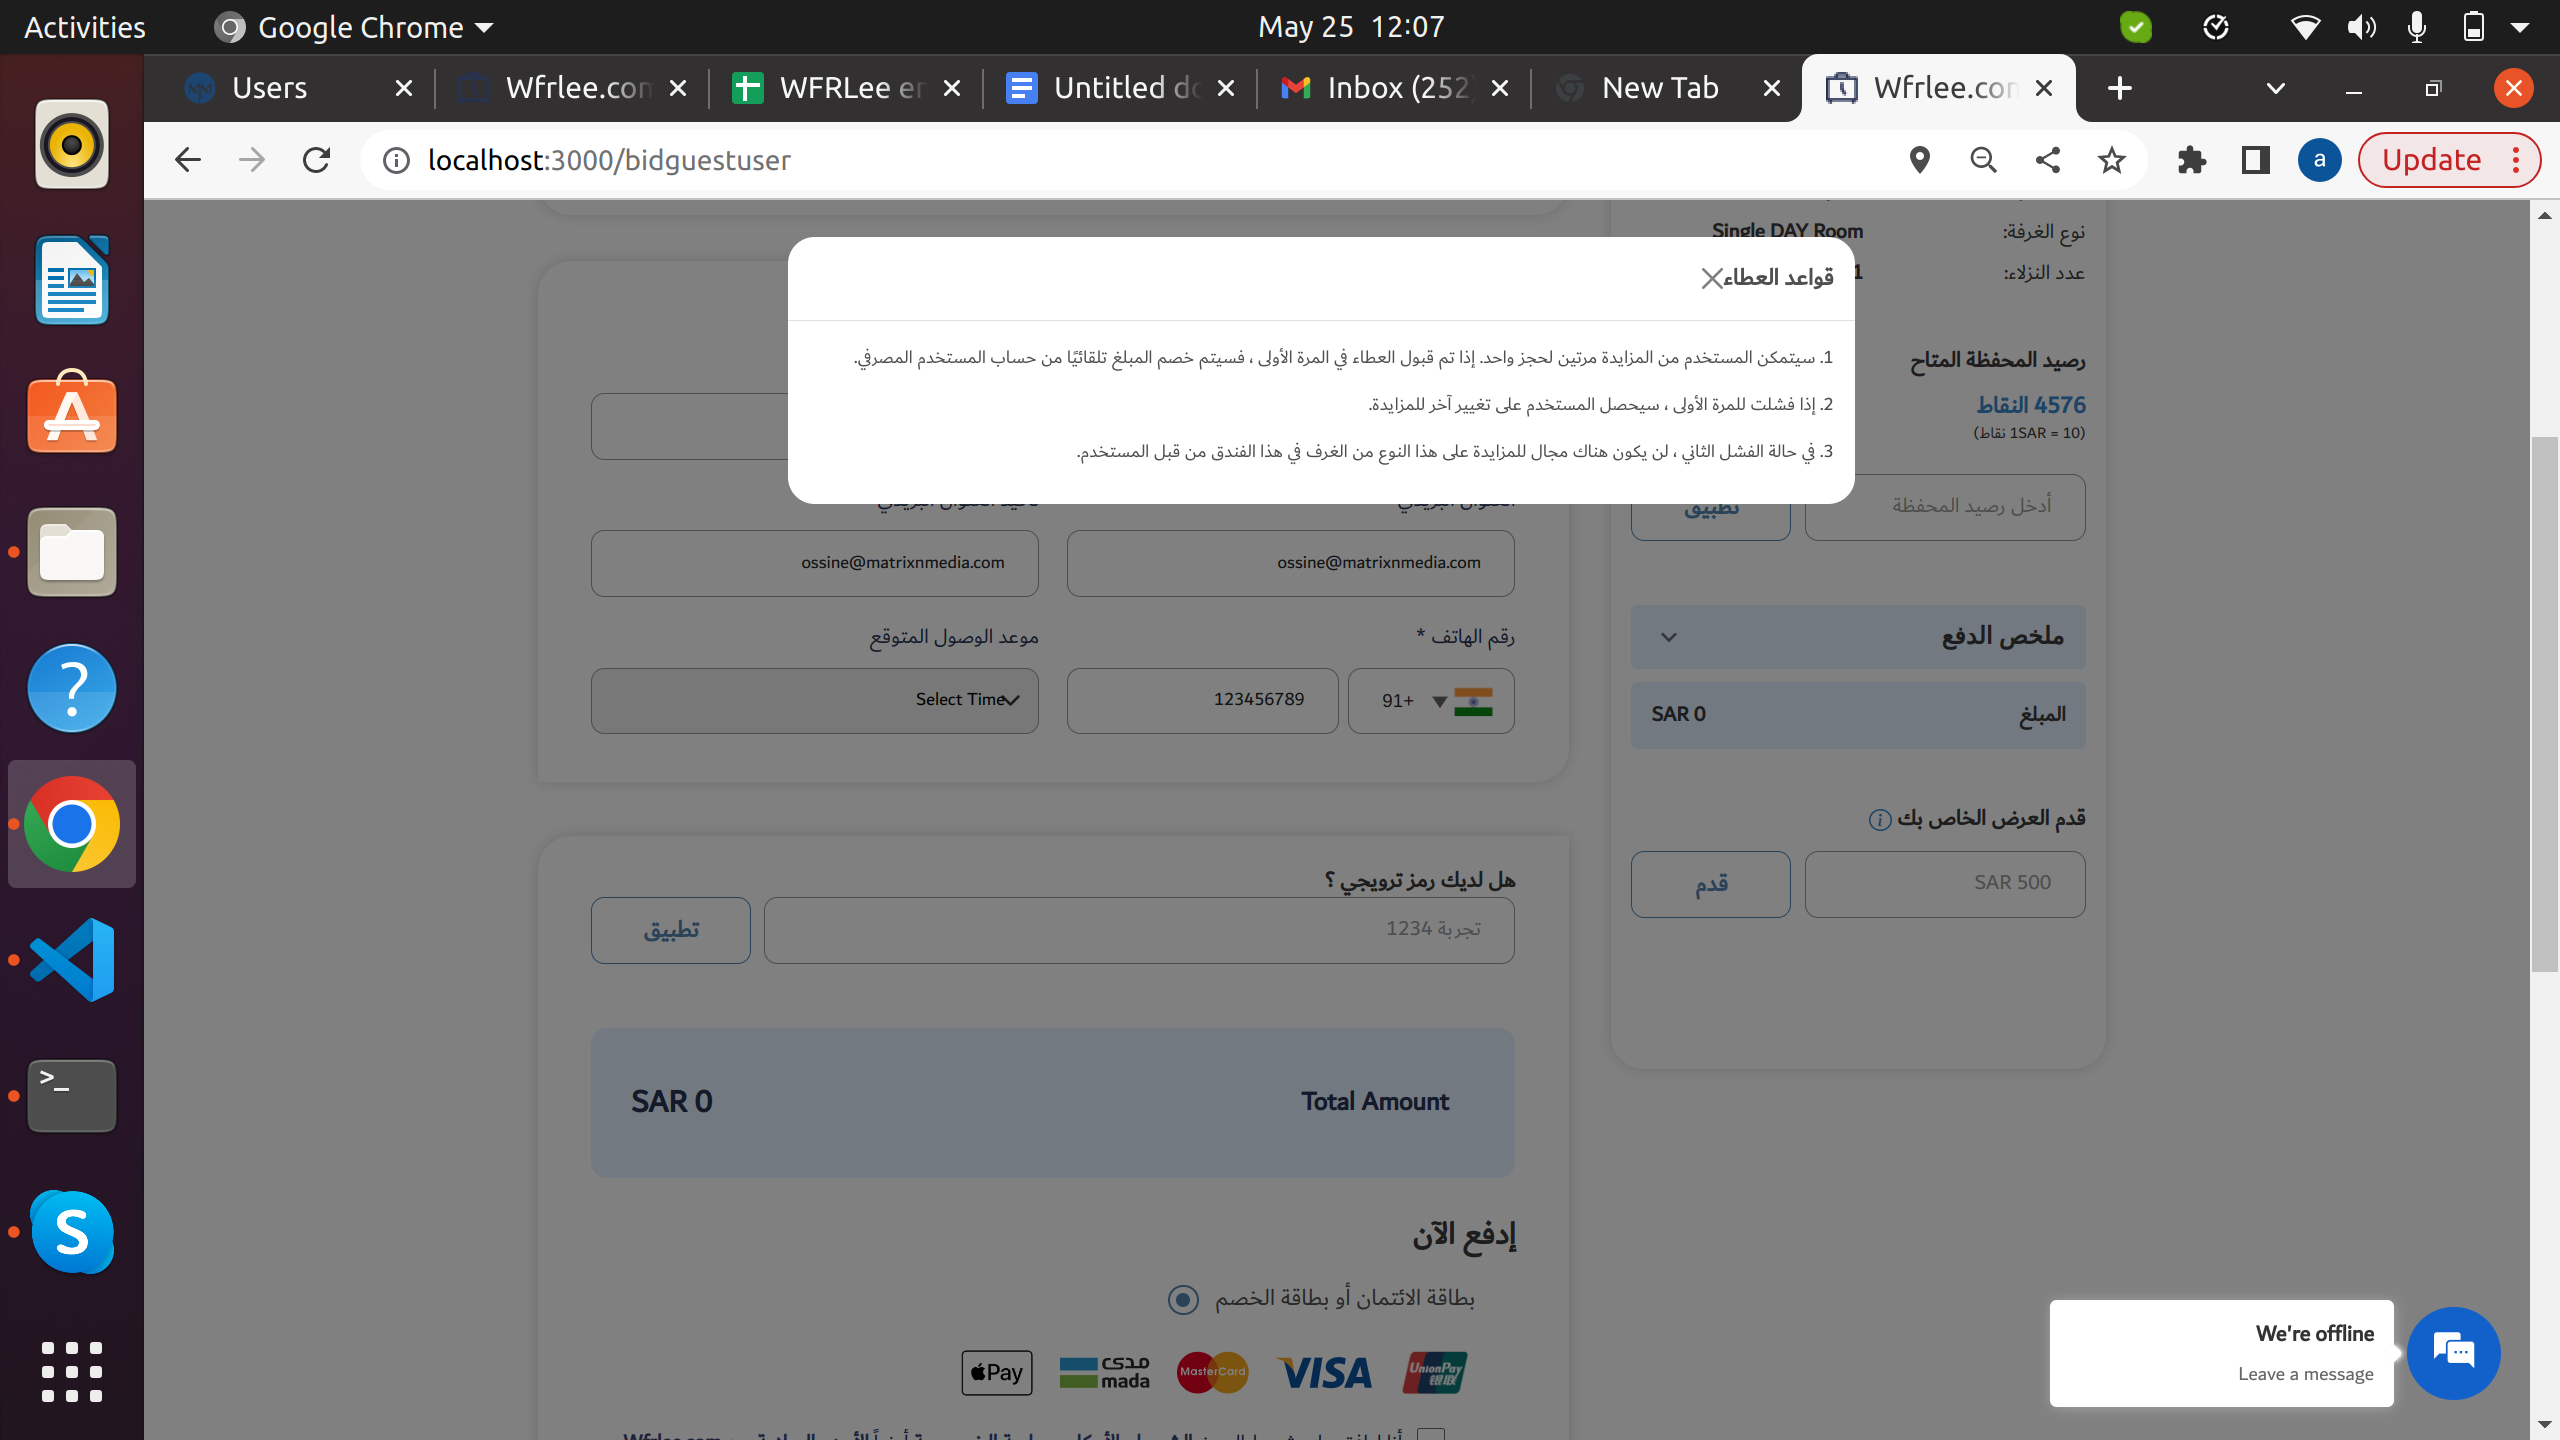 Activities
Google Chrome
May 25 12:07
Users
Wfrlee.com
WFRLee en
Untitled do
Inbox (252)
New Tab
Wfrlee.com
localhost:3000/bidguestuser
a
Update
نوع الغرفة:
Single DAY Room
عدد النزلاء:
1
قواعد العطاء
1. سيتمكن المستخدم من المزايدة مرتين لحجز واحد. إذا تم قبول العطاء في المرة الأولى ، فسيتم خصم المبلغ تلقائيًا من حساب المستخدم المصرفي.
2. إذا فشلت للمرة الأولى ، سيحصل المستخدم على تغيير آخر للمزايدة.
3. في حالة الفشل الثاني ، لن يكون هناك مجال للمزايدة على هذا النوع من الغرف في هذا الفندق من قبل المستخدم.
رصيد المحفظة المتاح
4576 النقاط
(1SAR = 10 نقاط)
أدخل رصيد المحفظة
تطبيق
ملخص الدفع
المبلغ
SAR 0
قدم العرض الخاص بك
SAR 500
قدم
ossine@matrixnmedia.com
ossine@matrixnmedia.com
رقم الهاتف *
موعد الوصول المتوقع
91+
123456789
Select Time
هل لديك رمز ترويجي ؟
تجربة 1234
تطبيق
Total Amount
SAR 0
إدفع الآن
بطاقة الائتمان أو بطاقة الخصم
Pay
مدى
mada
MasterCard
VISA
UnionPay
银联
We're offline
Leave a message